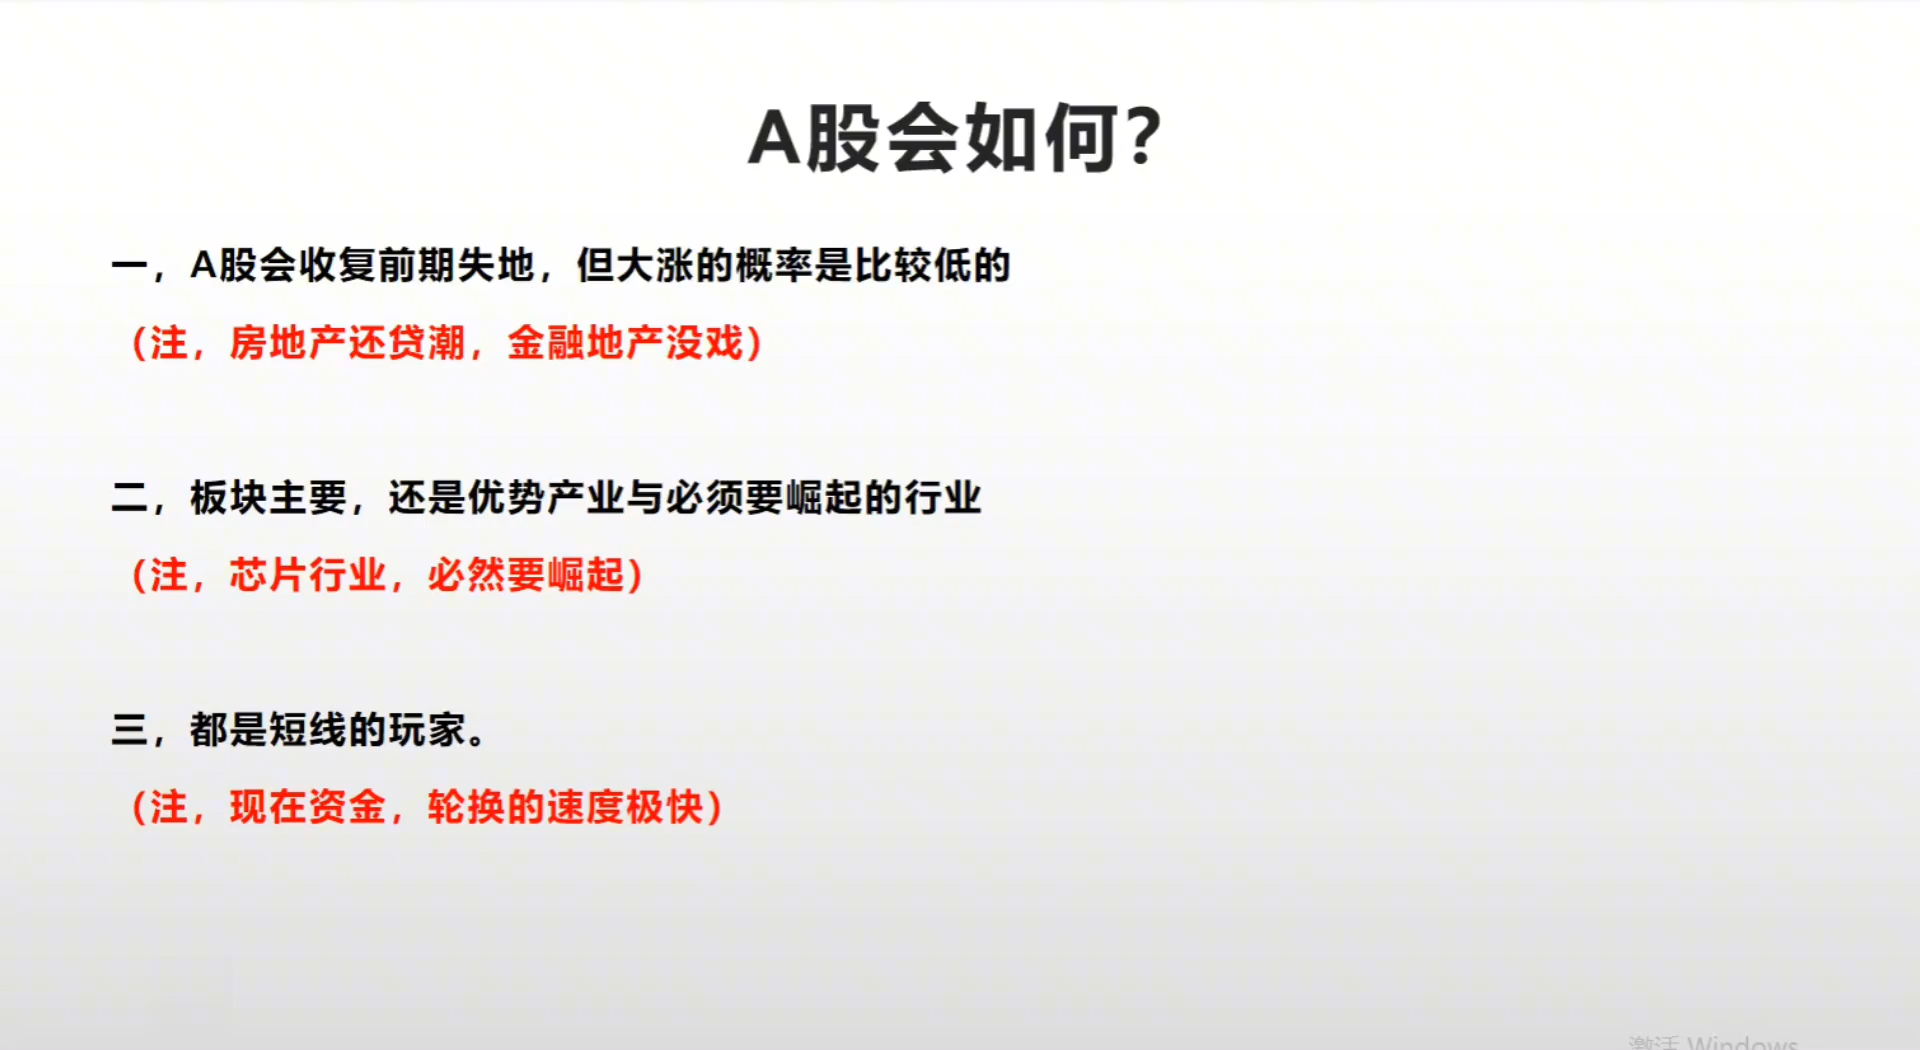 A股会如何?
一，A股会收复前期失地，但大涨的概率是比较低的
（注，房地产还贷潮，金融地产没戏）
二，板块主要，还是优势产业与必须要崛起的行业
（注，芯片行业，必然要崛起）
三，都是短线的玩家。
（注，现在资金，轮换的速度极快）
激活 Windows